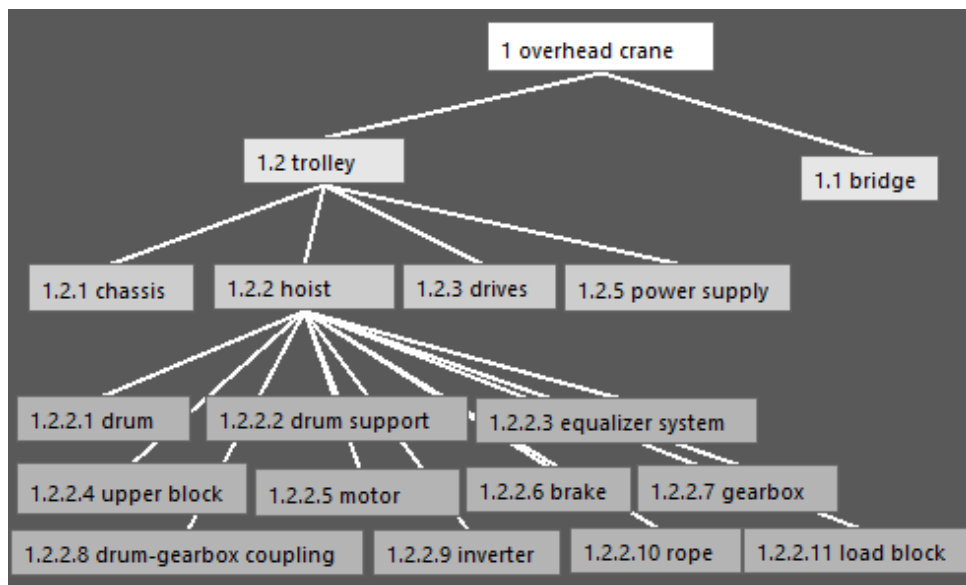 1 overhead crane
1.2 trolley
1.1 bridge
1.2.1 chassis
1.2.2 hoist
1.2.3 drives
1.2.5 power supply
1.2.2.1 drum
1.2.2.2 drum support
1.2.2.3 equalizer system
1.2.2.4 upper block
1.2.2.5 motor
1.2.2.6 brake
1.2.2.7 gearbox
1.2.2.8 drum-gearbox coupling
1.2.2.9 inverter
1.2.2.10 rope
1.2.2.11 load block